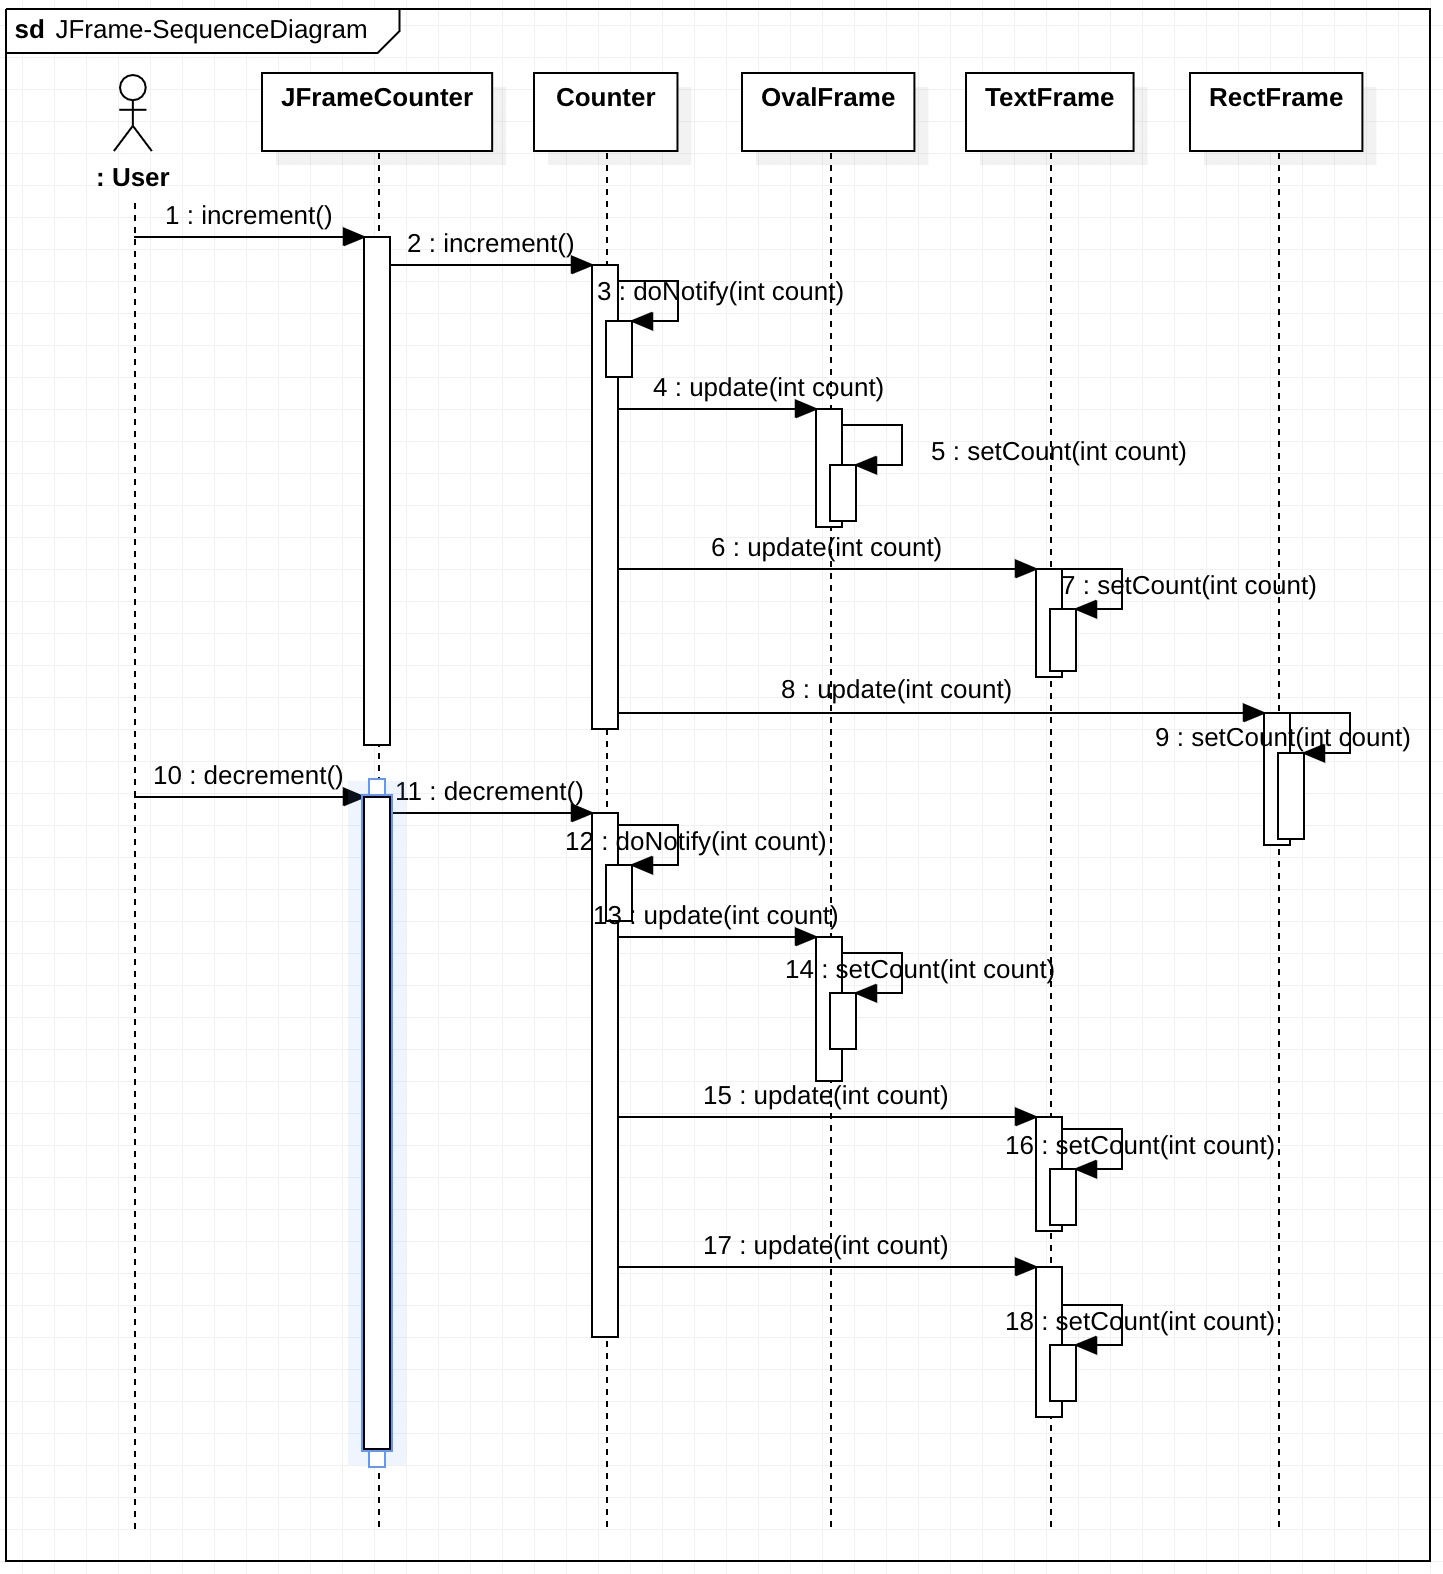 sd JFrame-SequenceDiagram
JFrameCounter
Counter
OvalFrame
TextFrame
RectFrame
: User
1 : increment()
2 : increment()
3 : doNotify(int count)
4 : update(int count)
5 : setCount(int count)
6 : update(int count)
7 : setCount(int count)
8 : update(int count)
9 : setCount(int count)
10 : decrement()
11 : decrement()
12 : doNotify(int count)
13 : update(int count)
14 : setCount(int count)
15 : update(int count)
16 : setCount(int count)
17 : update(int count)
18 : setCount(int count)